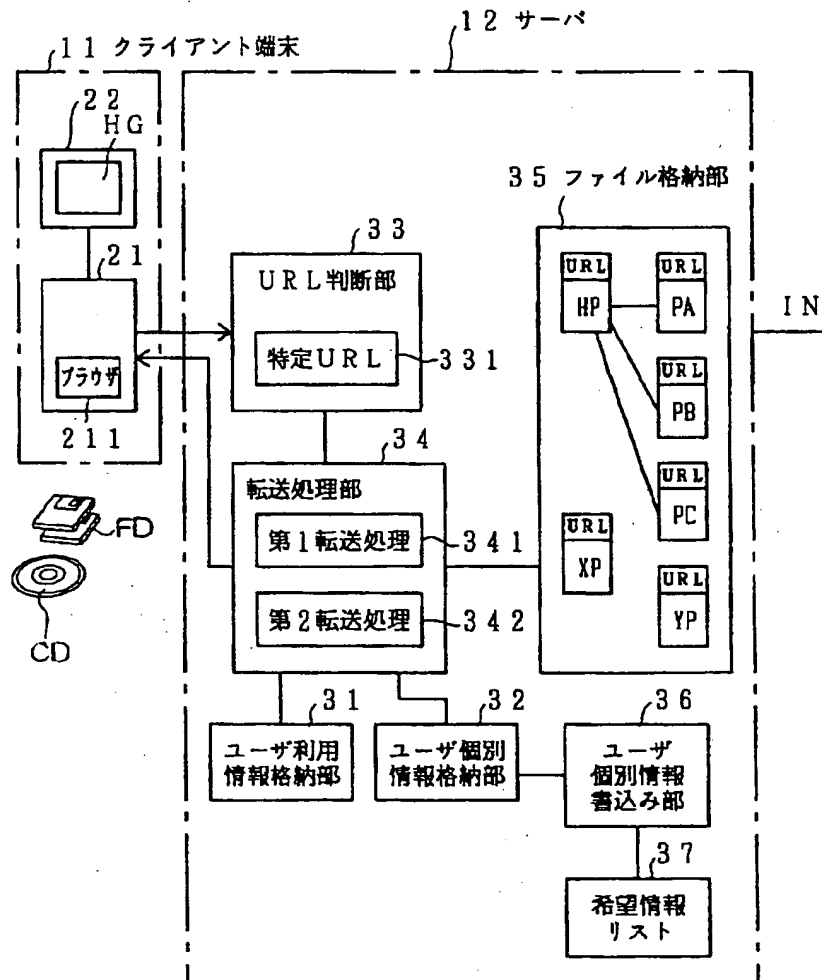 12 サーバ
11 クライアント端末
22
HG
21
ブラウザ
211
FD
CD
33
URL判断部
特定URL
331
34
転送処理部
第1転送処理
341
第2転送処理
342
35 ファイル格納部
URL
HP
URL
PA
URL
PB
URL
PC
URL
XP
URL
YP
IN
31
ユーザ利用
情報格納部
32
ユーザ個別
情報格納部
36
ユーザ
個別情報
書込み部
37
希望情報
リスト